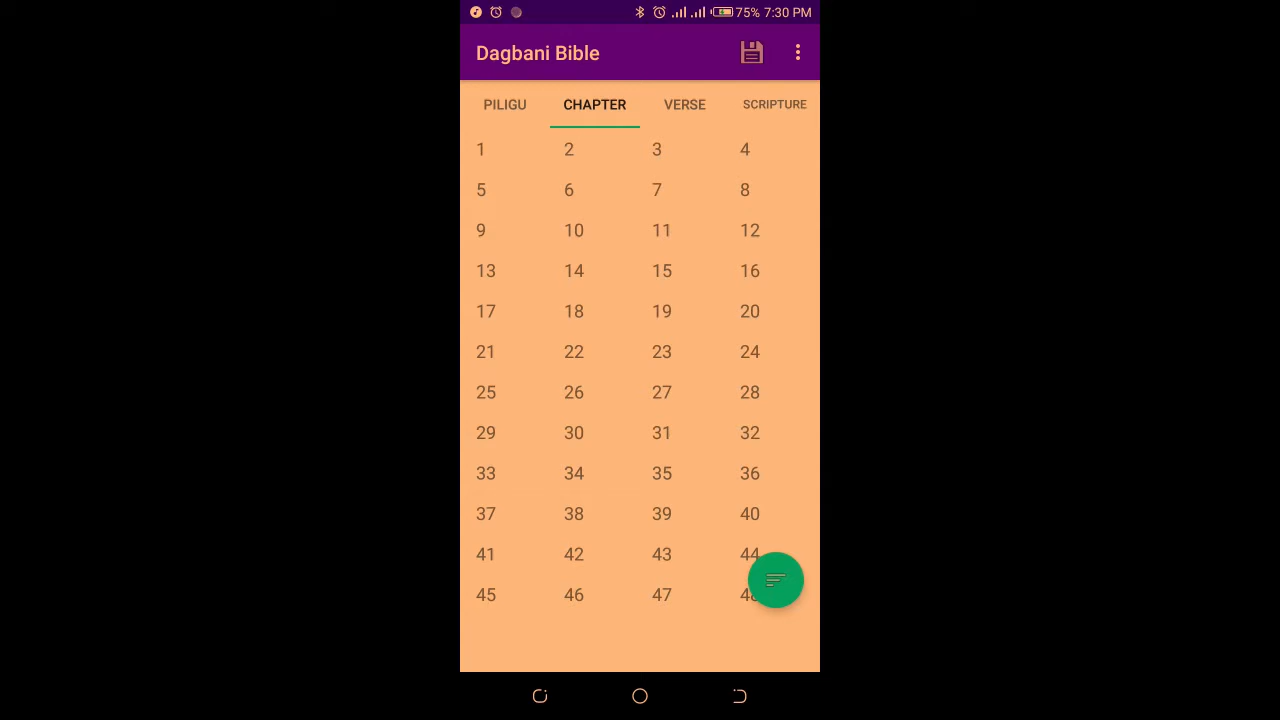 75% 7:30 PM
Dagbani Bible
PILIGU CHAPTER VERSE SCRIPTURE
1 2 3 4
5 6 7 8
9 10 11 12
13 14 15 16
17 18 19 20
21 22 23 24
25 26 27 28
29 30 31 32
33 34 35 36
37 38 39 40
41 42 43 44
45 46 47